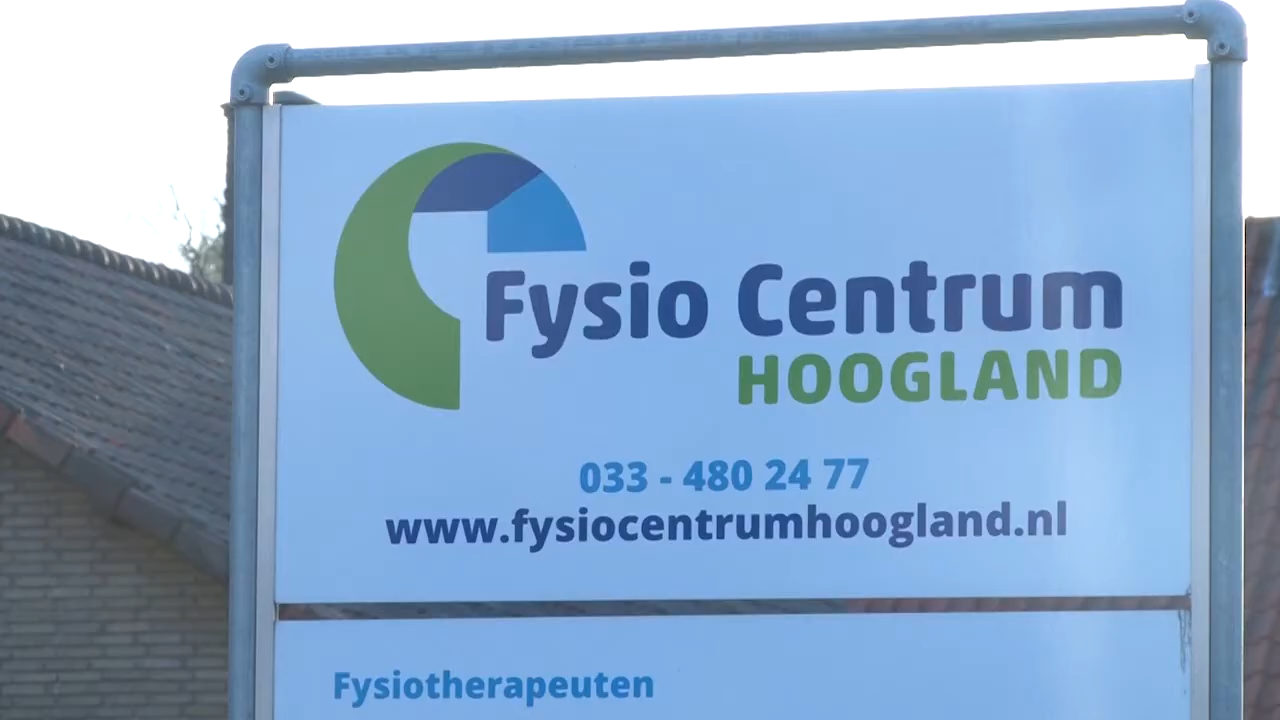 Fysio Centrum
HOOGLAND
033 - 480 24 77
www.fysiocentrumhoogland.nl
Fysiotherapeuten